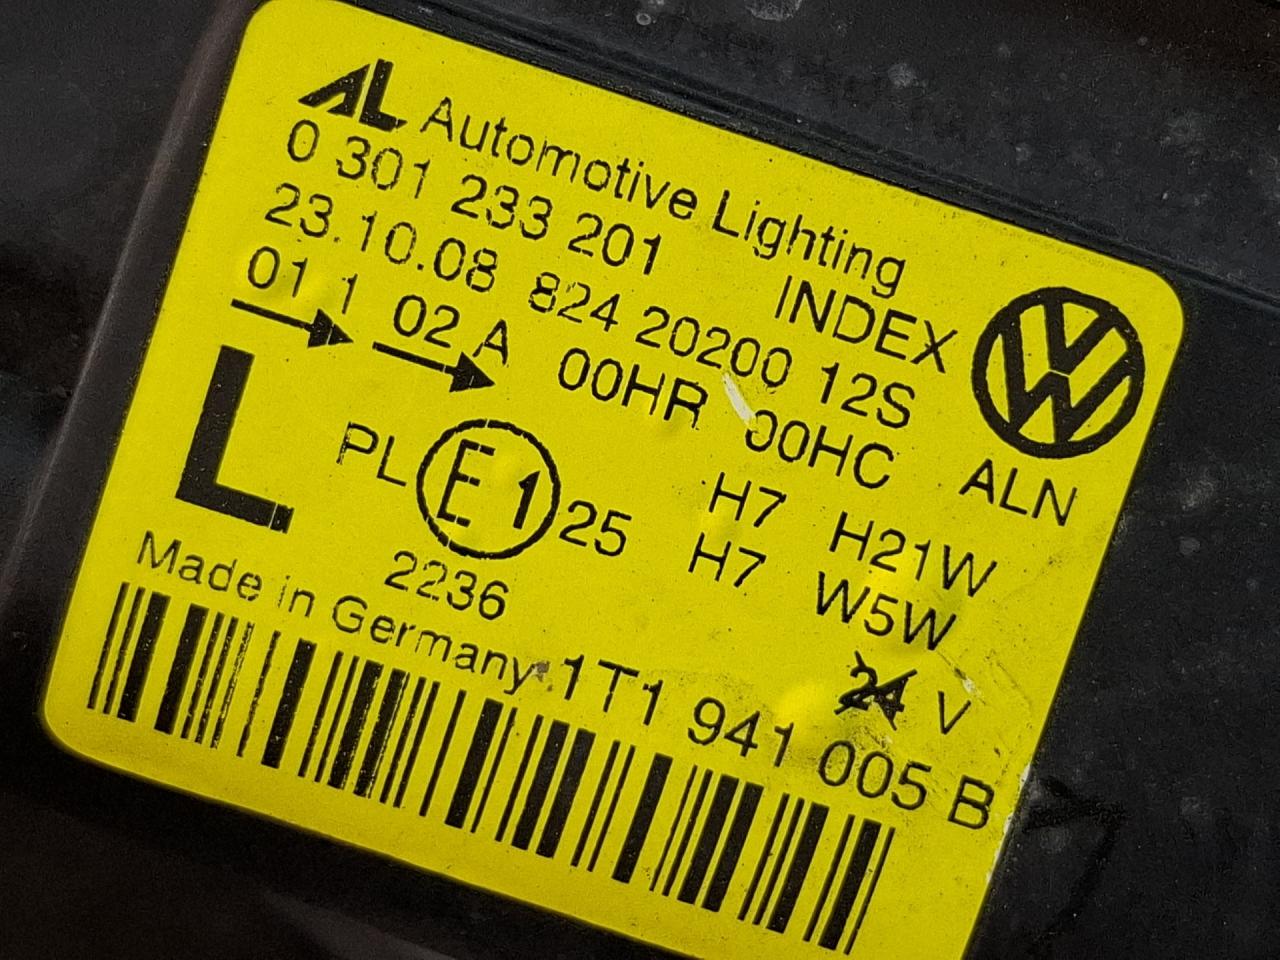 AL Automotive Lighting
0 301 233 201 INDEX
23.10.08 824 20200 12S
01 1 02 A 00HR 00HC ALN
L PL E1 25 H7 H21W
2236 H7 W5W
Made in Germany 24 V
1T1 941 005 B